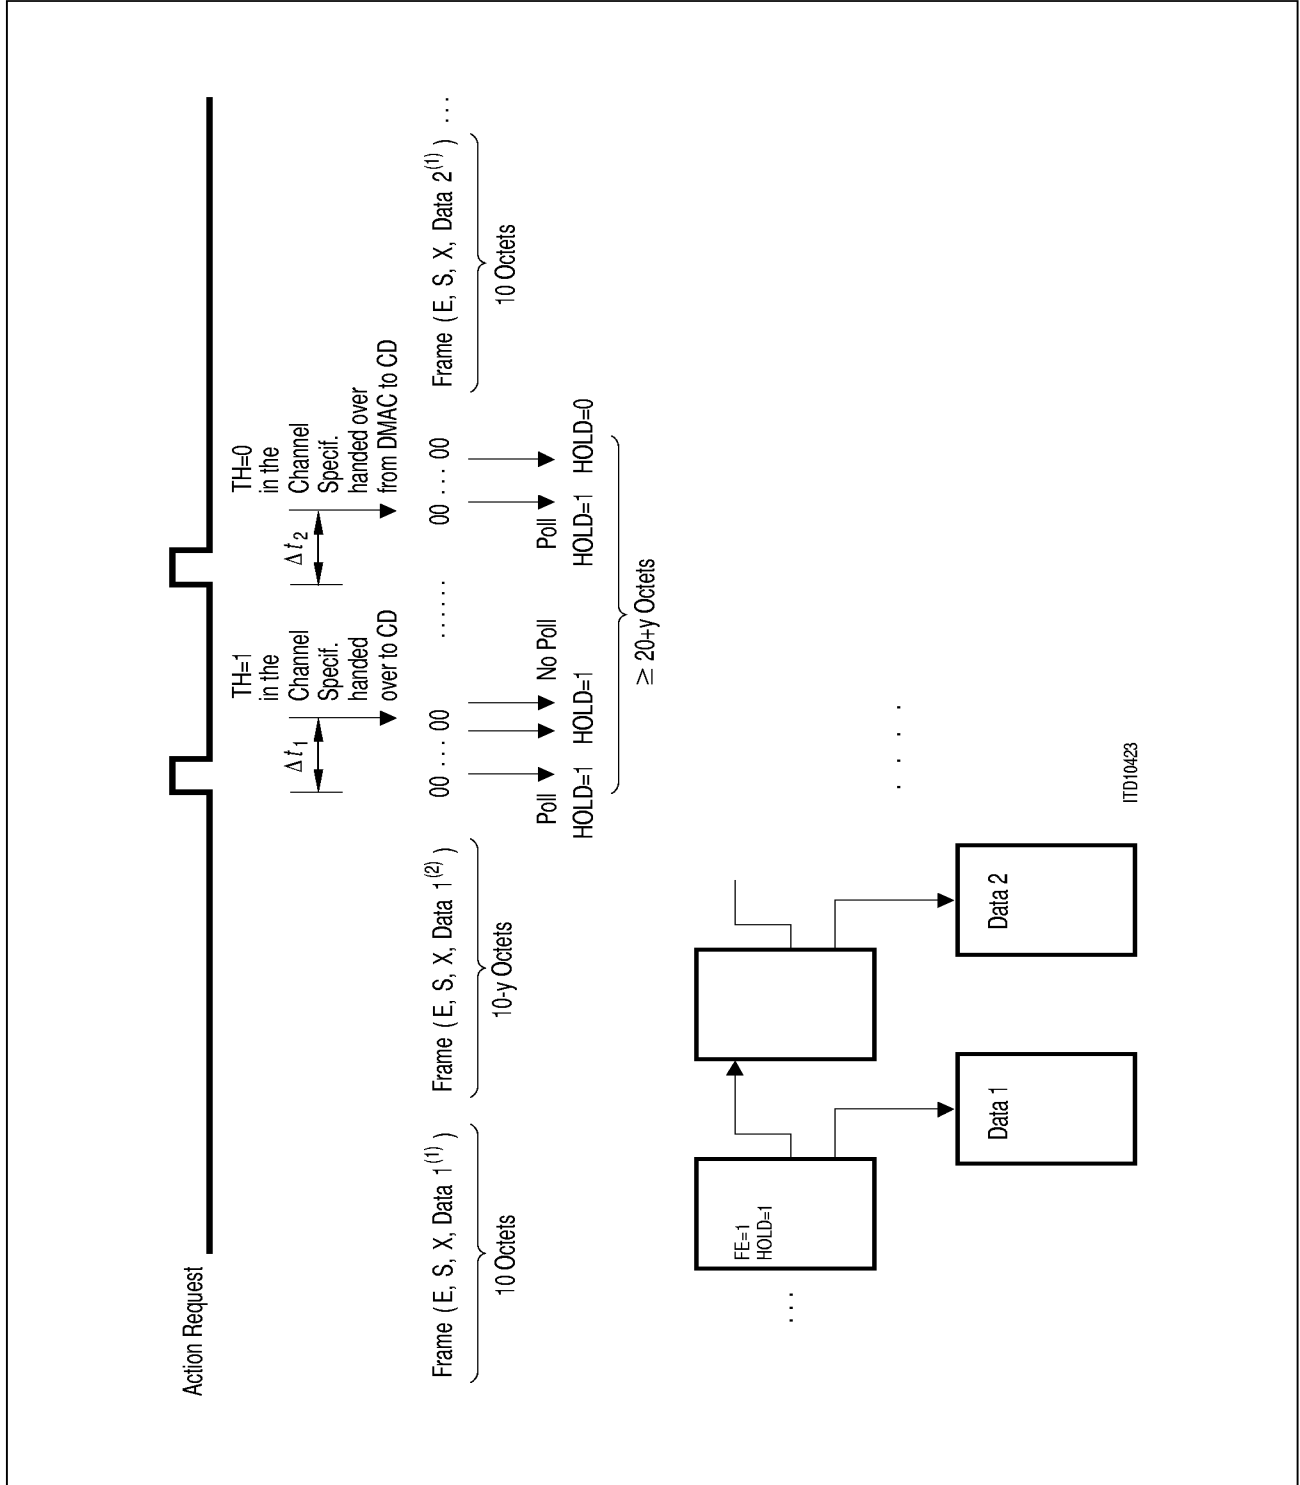 Action Request
TH=1
in the
Channel
Specif.
handed
over to CD
TH=0
in the
Channel
Specif.
handed over
from DMAC to CD
Δt1
Δt2
Frame ( E, S, X, Data 1(1) )
Frame ( E, S, X, Data 1(2) )
00 ... 00
......
00 ... 00
Frame ( E, S, X, Data 2(1) ) ...
10 Octets
10-y Octets
Poll
HOLD=1
HOLD=1
No Poll
Poll
HOLD=1
HOLD=0
10 Octets
≥ 20+y Octets
....
FE=1
HOLD=1
....
Data 1
Data 2
ITD10423